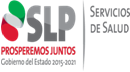 SLP
PROSPEREMOS JUNTOS
Gobierno del Estado 2015-2021
SERVICIOS
DE SALUD